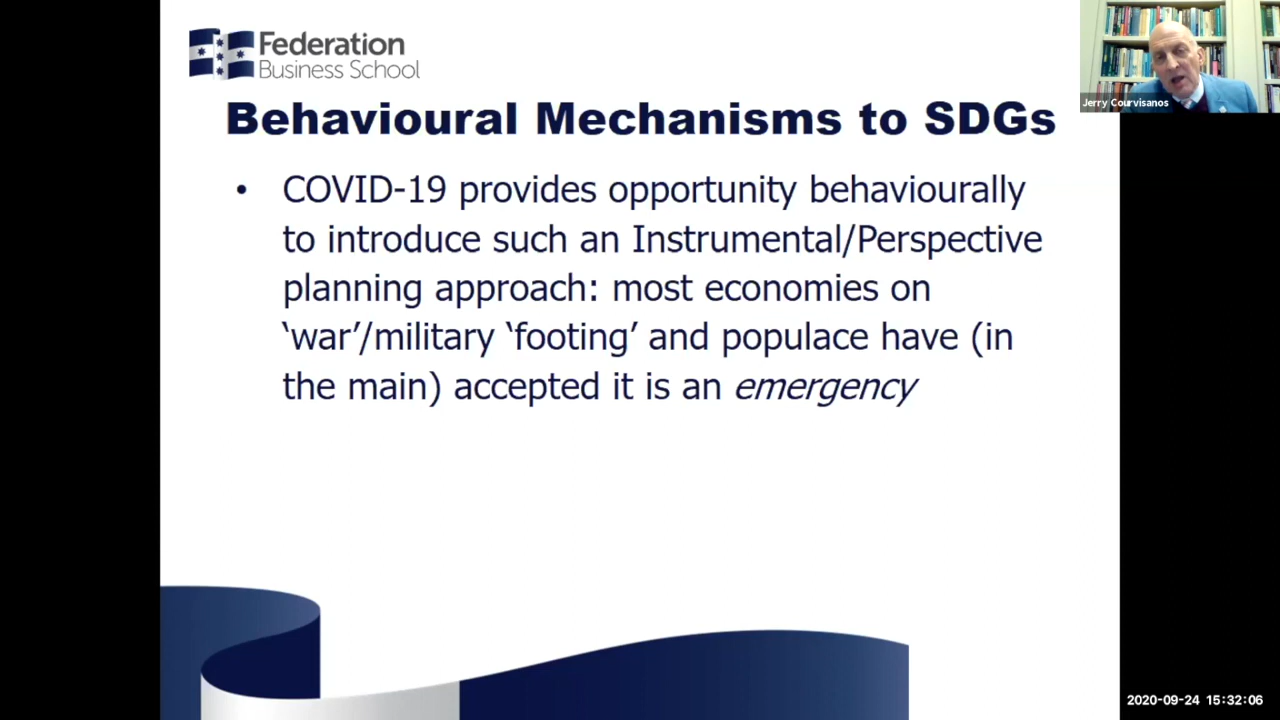 Federation
Business School
Jerry Courvisanos
Behavioural Mechanisms to SDGs
• COVID-19 provides opportunity behaviourally
to introduce such an Instrumental/Perspective
planning approach: most economies on
‘war’/military ‘footing’ and populace have (in
the main) accepted it is an emergency
2020-09-24 15:32:06